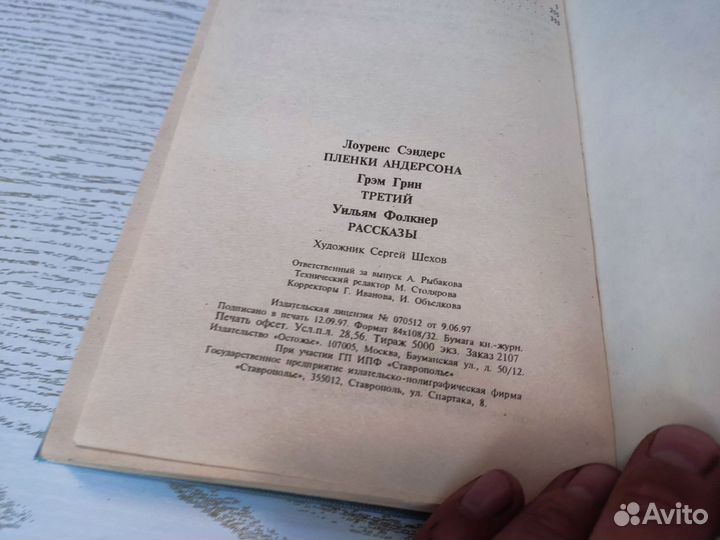 Лоуренс Сэндерс
ПЛЕНКИ АНДЕРСОНА
Грэм Грин
ТРЕТИЙ
Уильям Фолкнер
РАССКАЗЫ
Художник Сергей Шехов
Ответственный за выпуск А. Рыбакова
Технический редактор М. Столярова
Корректоры Г. Иванова, И. Объелкова
Издательская лицензия № 070512 от 9.06.97
Подписано в печать 12.09.97. Формат 84x108/32. Бумага кн.-журн.
Печать офсет. Усл.п.л. 28,56. Тираж 5000 экз. Заказ 2107
Издательство «Остожье». 107005, Москва, Бауманская ул., д. 50/12.
При участии ГП ИПФ «Ставрополье»
Государственное предприятие издательско-полиграфическая фирма
«Ставрополье», 355012, Ставрополь, ул. Спартака, 8.
Avito